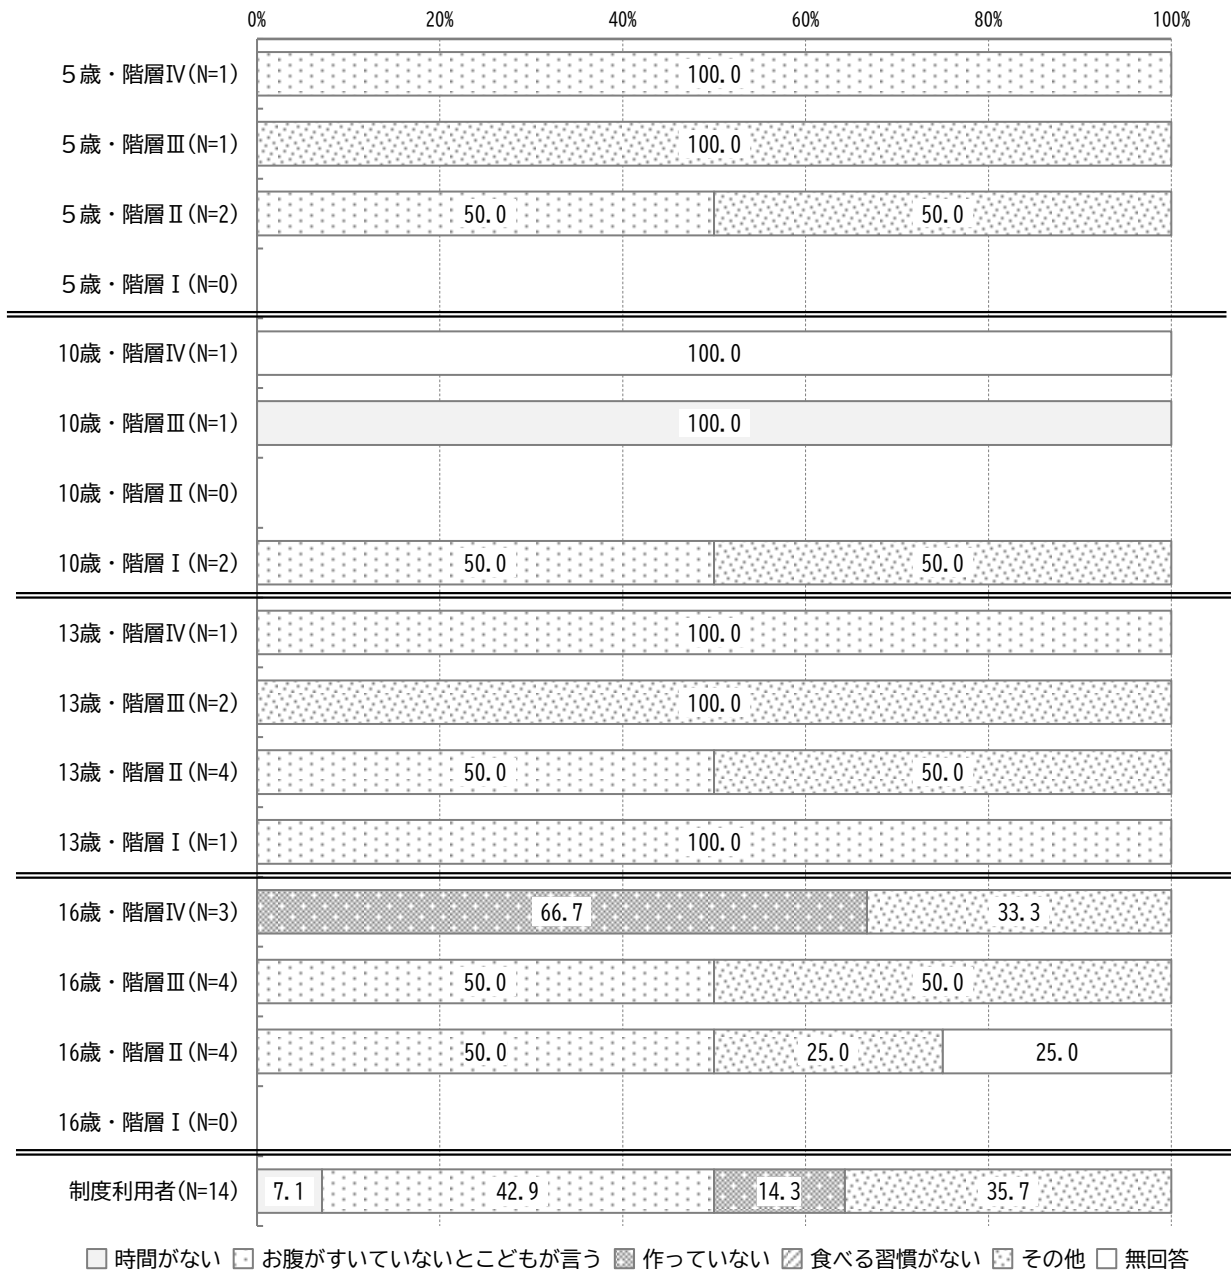 0% 20% 40% 60% 80% 100%
5歳・階層Ⅳ(N=1) 100.0
5歳・階層Ⅲ(N=1) 100.0
5歳・階層Ⅱ(N=2) 50.0 50.0
5歳・階層Ⅰ(N=0)
10歳・階層Ⅳ(N=1) 100.0
10歳・階層Ⅲ(N=1) 100.0
10歳・階層Ⅱ(N=0)
10歳・階層Ⅰ(N=2) 50.0 50.0
13歳・階層Ⅳ(N=1) 100.0
13歳・階層Ⅲ(N=2) 100.0
13歳・階層Ⅱ(N=4) 50.0 50.0
13歳・階層Ⅰ(N=1) 100.0
16歳・階層Ⅳ(N=3) 66.7 33.3
16歳・階層Ⅲ(N=4) 50.0 50.0
16歳・階層Ⅱ(N=4) 50.0 25.0 25.0
16歳・階層Ⅰ(N=0)
制度利用者(N=14) 7.1 42.9 14.3 35.7
時間がない お腹がすいていないとこどもが言う 作っていない 食べる習慣がない その他 無回答